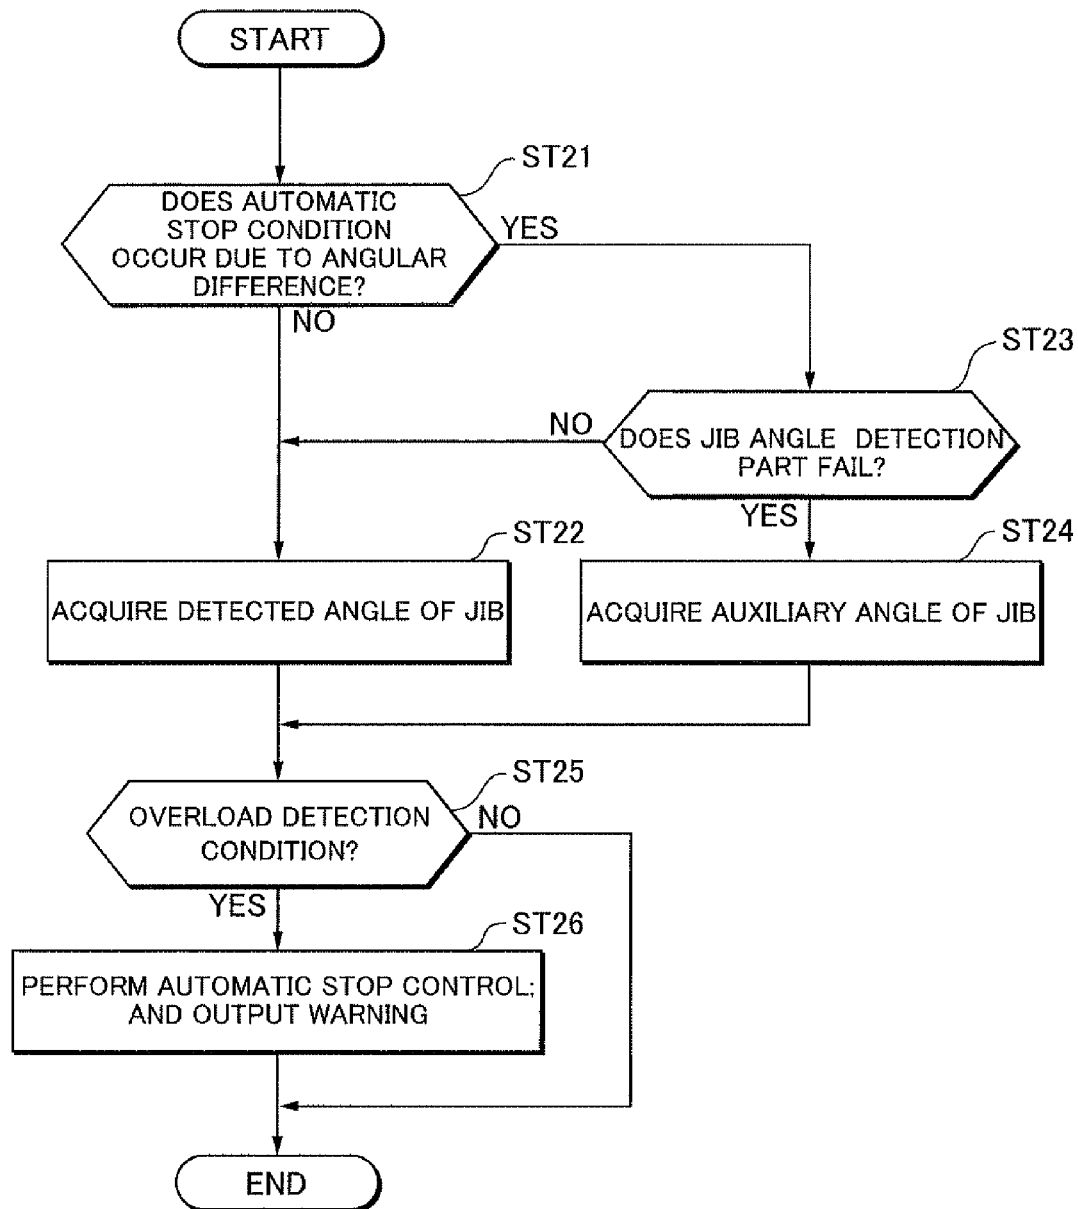 START
ST21
DOES AUTOMATIC
STOP CONDITION
OCCUR DUE TO ANGULAR
DIFFERENCE?
YES
NO
ST23
NO
DOES JIB ANGLE DETECTION
PART FAIL?
YES
ST22
ST24
ACQUIRE DETECTED ANGLE OF JIB
ACQUIRE AUXILIARY ANGLE OF JIB
ST25
OVERLOAD DETECTION
CONDITION?
NO
YES
ST26
PERFORM AUTOMATIC STOP CONTROL;
AND OUTPUT WARNING
END